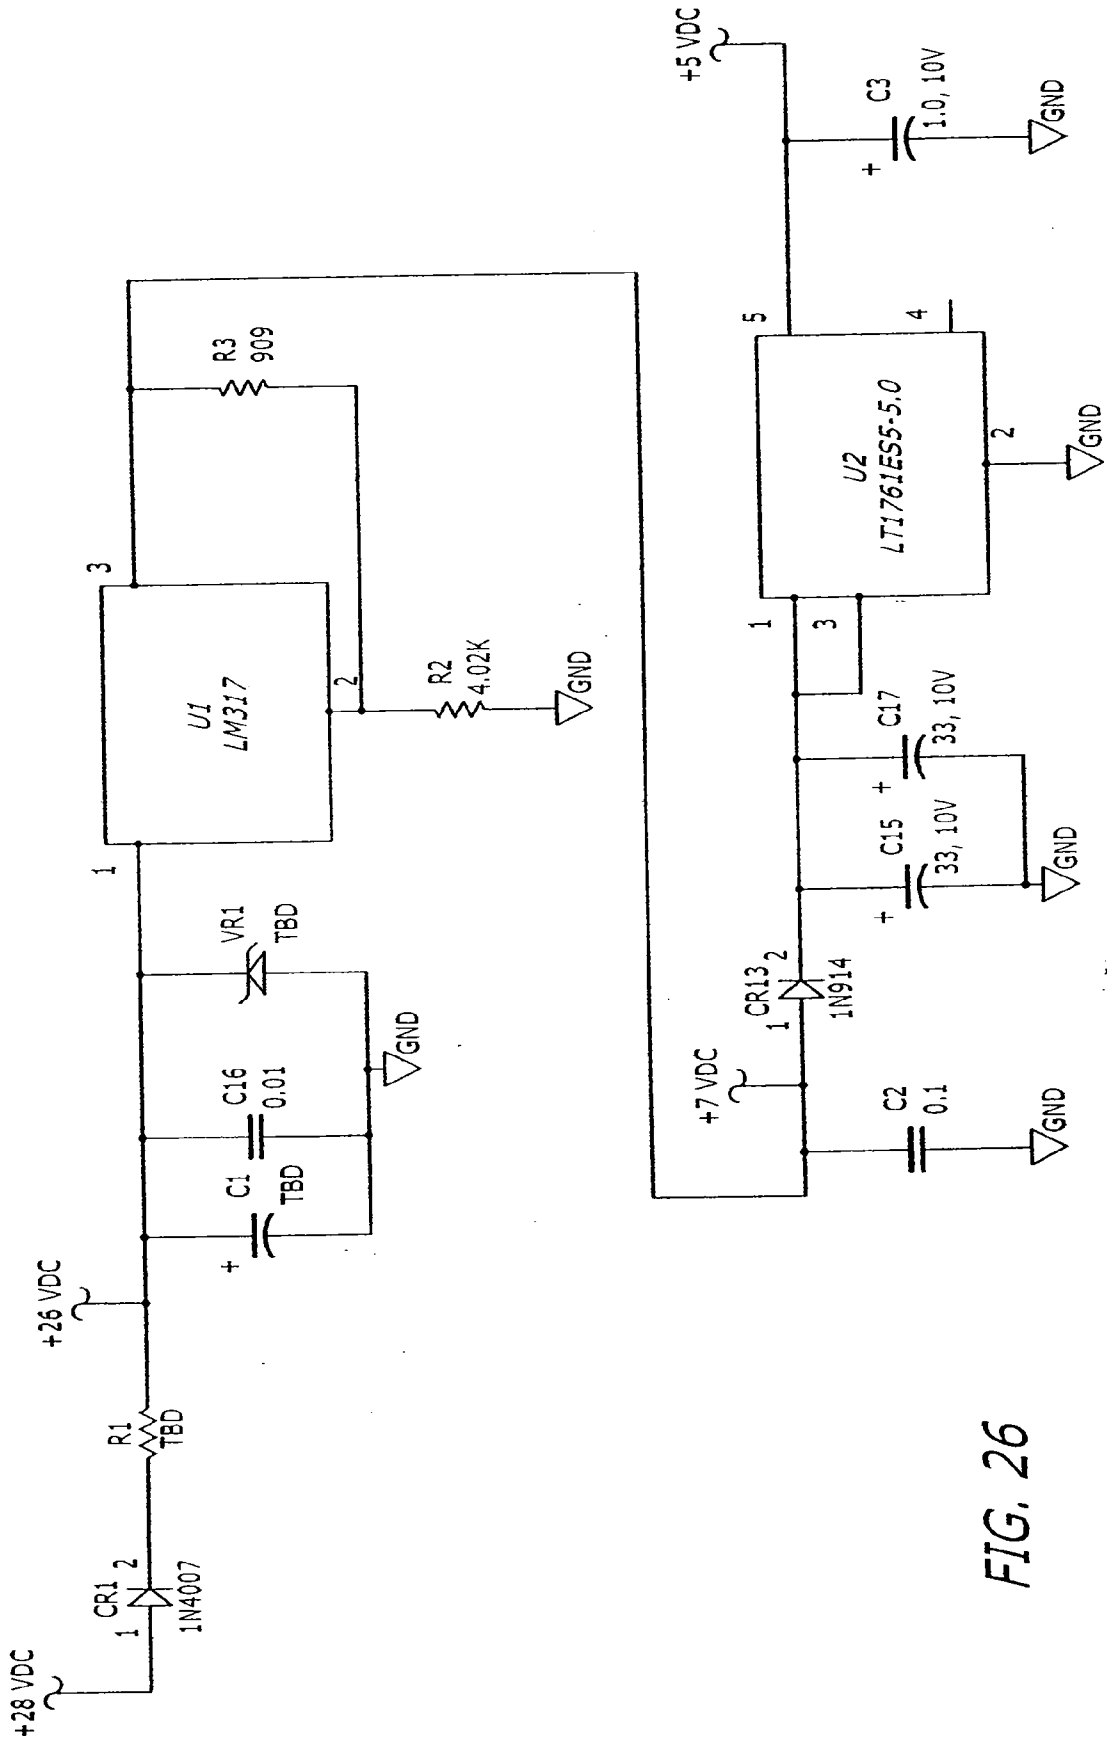 +28 VDC
CR1
1
2
1N4007
R1
TBD
+26 VDC
+
C1
TBD
C16
0.01
VR1
TBD
GND
1
U1
LM317
3
2
R2
4.02K
GND
R3
909
+7 VDC
C2
0.1
GND
CR13
1
2
1N914
+
C15
33, 10V
+
C17
33, 10V
GND
1
3
U2
LT1761ES5-5.0
5
4
2
GND
+5 VDC
+
C3
1.0, 10V
GND
FIG. 26